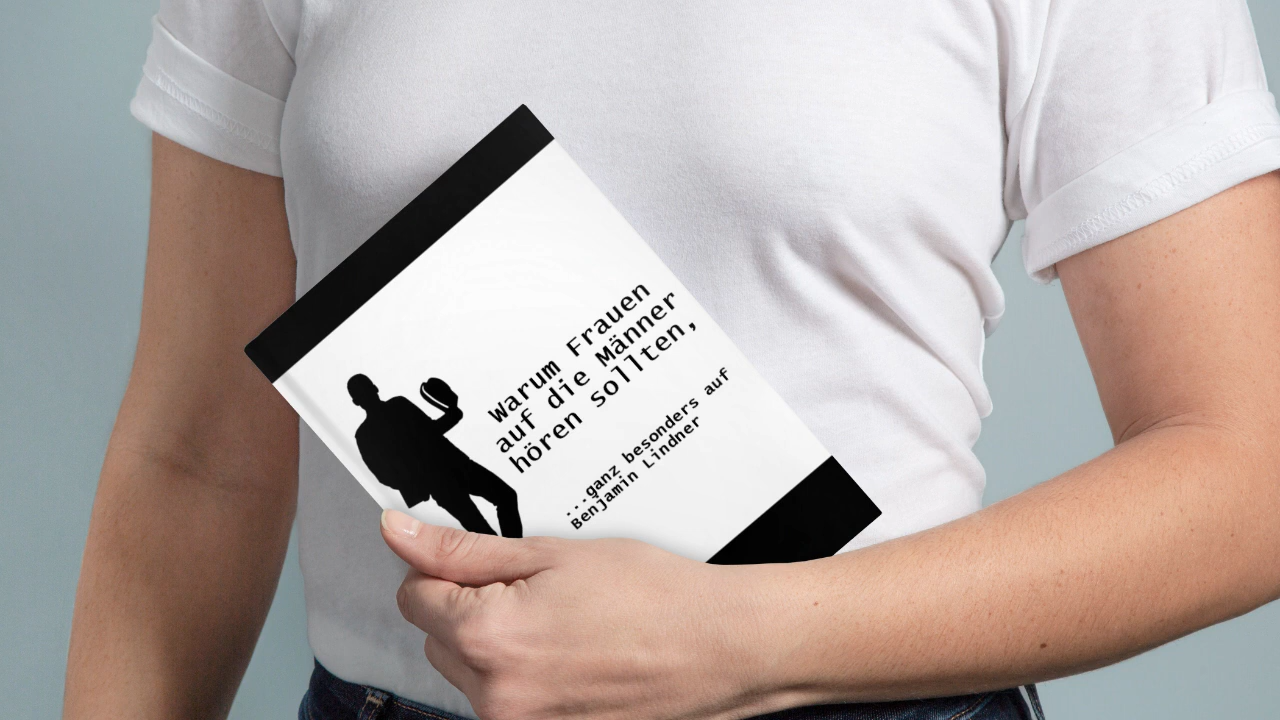 Warum Frauen
auf die Männer
hören sollten,
...ganz besonders auf
Benjamin Lindner